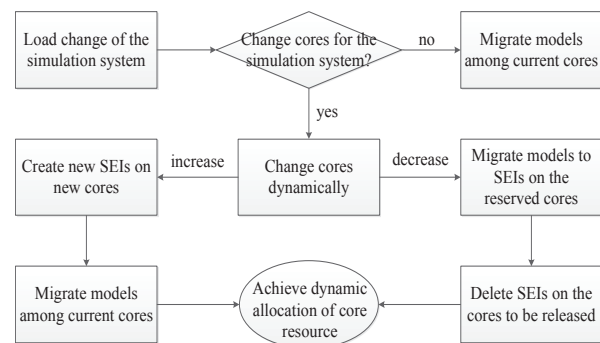 Load change of the
simulation system
Change cores for the
simulation system?
no
Migrate models
among current cores
yes
Create new SEIs on
new cores
increase
Change cores
dynamically
decrease
Migrate models to
SEIs on the
reserved cores
Migrate models
among current cores
Achieve dynamic
allocation of core
resource
Delete SEIs on the
cores to be released